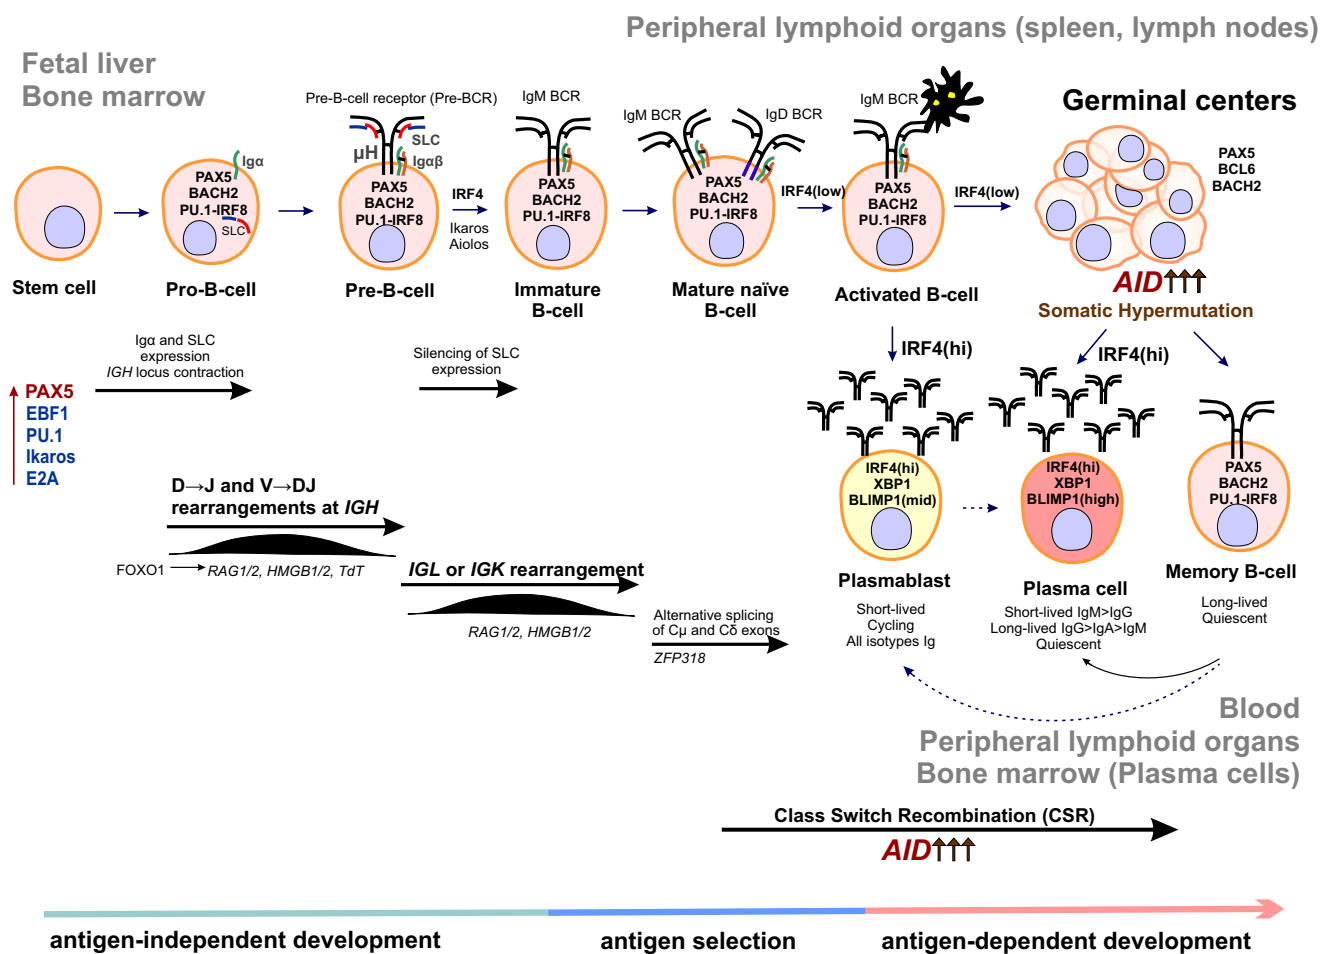 Peripheral lymphoid organs (spleen, lymph nodes)
Fetal liver
Bone marrow
Pre-B-cell receptor (Pre-BCR)
IgM BCR
IgM BCR
IgD BCR
IgM BCR
Germinal centers
Igα
μH
SLC
Igαβ
PAX5
BACH2
PU.1-IRF8
SLC
PAX5
BACH2
PU.1-IRF8
IRF4
Ikaros
Aiolos
PAX5
BACH2
PU.1-IRF8
PAX5
BACH2
PU.1-IRF8
IRF4(low)
PAX5
BACH2
PU.1-IRF8
IRF4(low)
PAX5
BCL6
BACH2
Stem cell
Pro-B-cell
Pre-B-cell
Immature
B-cell
Mature naïve
B-cell
Activated B-cell
AID
Somatic Hypermutation
Igα and SLC
expression
IGH locus contraction
Silencing of SLC
expression
IRF4(hi)
IRF4(hi)
PAX5
EBF1
PU.1
Ikaros
E2A
D→J and V→DJ
rearrangements at IGH
FOXO1
RAG1/2, HMGB1/2, TdT
IGL or IGK rearrangement
RAG1/2, HMGB1/2
Alternative splicing
of Cμ and Cδ exons
ZFP318
IRF4(hi)
XBP1
BLIMP1(mid)
Plasmablast
Short-lived
Cycling
All isotypes Ig
IRF4(hi)
XBP1
BLIMP1(high)
Plasma cell
Short-lived IgM>IgG
Long-lived IgG>IgA>IgM
Quiescent
PAX5
BACH2
PU.1-IRF8
Memory B-cell
Long-lived
Quiescent
Blood
Peripheral lymphoid organs
Bone marrow (Plasma cells)
Class Switch Recombination (CSR)
AID
antigen-independent development
antigen selection
antigen-dependent development